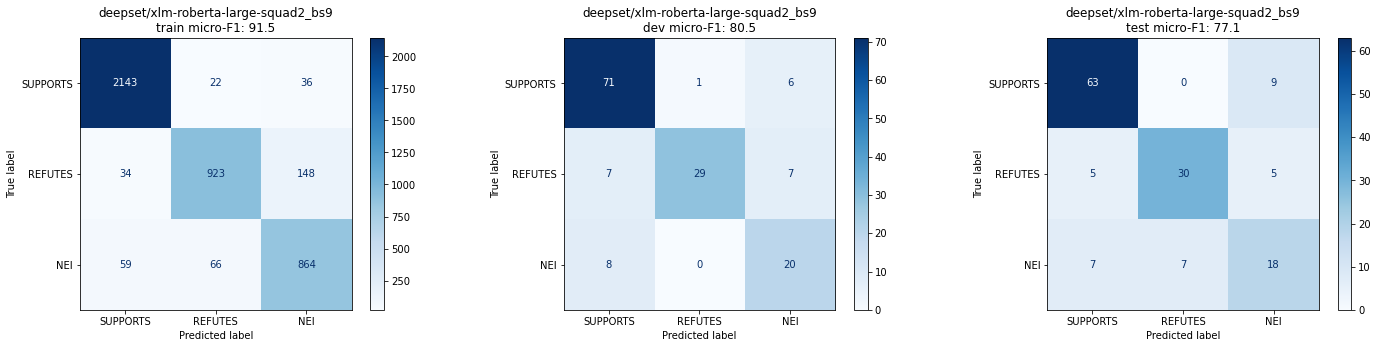 deepset/xlm-roberta-large-squad2_bs9
train micro-F1: 91.5
SUPPORTS
REFUTES
NEI
True label
2143 22 36
34 923 148
59 66 864
SUPPORTS REFUTES NEI
Predicted label
2000
1750
1500
1250
1000
750
500
250
deepset/xlm-roberta-large-squad2_bs9
dev micro-F1: 80.5
SUPPORTS
REFUTES
NEI
True label
71 1 6
7 29 7
8 0 20
SUPPORTS REFUTES NEI
Predicted label
70
60
50
40
30
20
10
0
deepset/xlm-roberta-large-squad2_bs9
test micro-F1: 77.1
SUPPORTS
REFUTES
NEI
True label
63 0 9
5 30 5
7 7 18
SUPPORTS REFUTES NEI
Predicted label
60
50
40
30
20
10
0